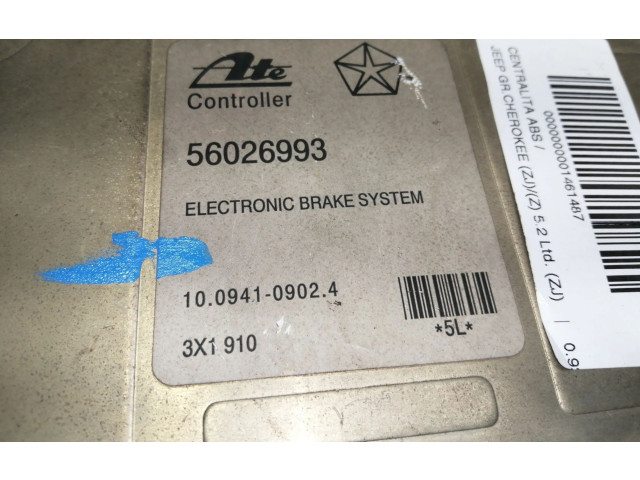 Ate
Controller
56026993
ELECTRONIC BRAKE SYSTEM
10.0941-0902.4
3X1 910
*5L*
CENTRALITA ABS /
JEEP GR.CHEROKEE (ZJ)/(Z) 5.2 Ltd. (ZJ) |
0000000001461487